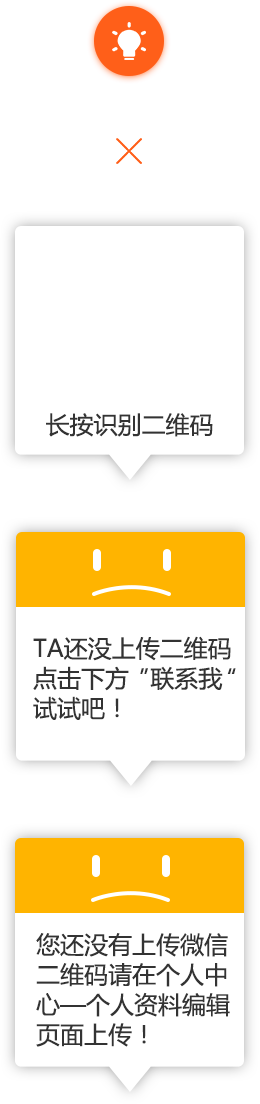 长按识别二维码
TA还没上传二维码
点击下方“联系我“
试试吧！
您还没有上传微信
二维码请在个人中
心—个人资料编辑
页面上传！